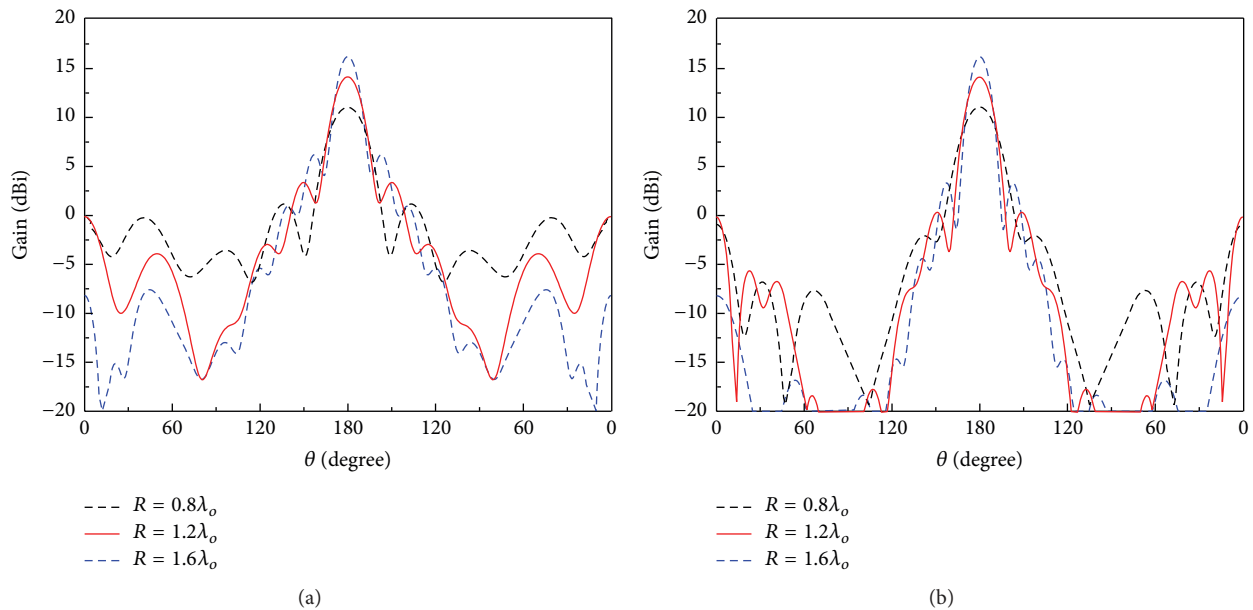 20
15
10
5
0
−5
−10
−15
−20
Gain (dBi)
0 60 120 180 120 60 0
θ (degree)
R = 0.8λo
R = 1.2λo
R = 1.6λo
(a)
20
15
10
5
0
−5
−10
−15
−20
Gain (dBi)
0 60 120 180 120 60 0
θ (degree)
R = 0.8λo
R = 1.2λo
R = 1.6λo
(b)